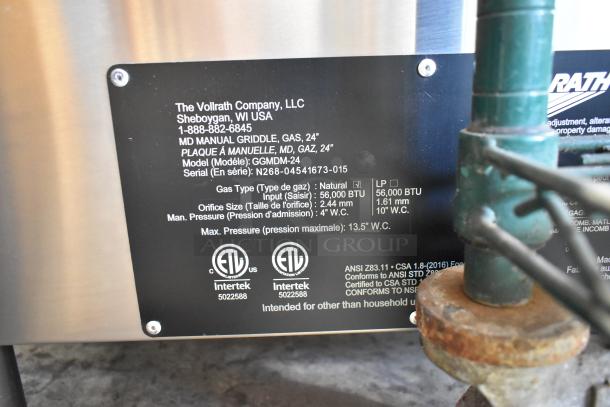 The Vollrath Company, LLC
Sheboygan, WI USA
1-888-882-6845
MD MANUAL GRIDDLE, GAS, 24"
PLAQUE À MANUELLE, MD, GAZ, 24"
Model (Modèle): GGMDM-24
Serial (En série): N268-04541673-015
Gas Type (Type de gaz) : Natural ☑ LP ☐
Input (Saisir) : 56,000 BTU 56,000 BTU
Orifice Size (Taille de l'orifice) : 2.44 mm 1.61 mm
Man. Pressure (Pression d'admission) : 4" W.C. 10" W.C.
Max. Pressure (pression maximale): 13.5" W.C.
AUCTION GROUP
C ETL US
Intertek
5022588
ETL
Intertek
5022588
ANSI Z83.11 • CSA 1.8-(2016)
Conforms to ANSI STD
Certified to CSA STD
CONFORMS TO NSF
Intended for other than household
RATH
adjustment,
property